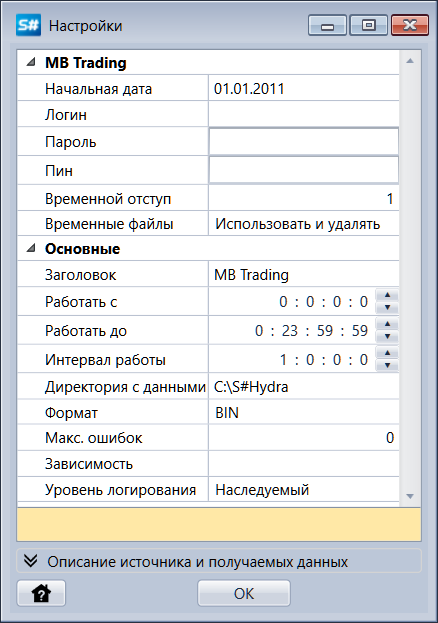 S# Настройки
MB Trading
Начальная дата 01.01.2011
Логин
Пароль
Пин
Временной отступ 1
Временные файлы Использовать и удалять
Основные
Заголовок MB Trading
Работать с 0 : 0 : 0 : 0
Работать до 0 : 23 : 59 : 59
Интервал работы 1 : 0 : 0 : 0
Директория с данными C:\S#Hydra
Формат BIN
Макс. ошибок 0
Зависимость
Уровень логирования Наследуемый
Описание источника и получаемых данных
? OK